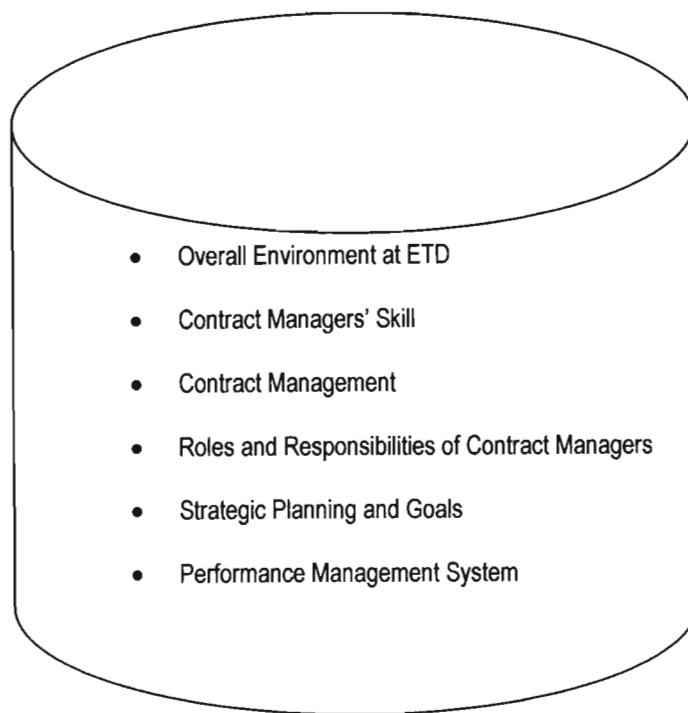 • Overall Environment at ETD
• Contract Managers' Skill
• Contract Management
• Roles and Responsibilities of Contract Managers
• Strategic Planning and Goals
• Performance Management System